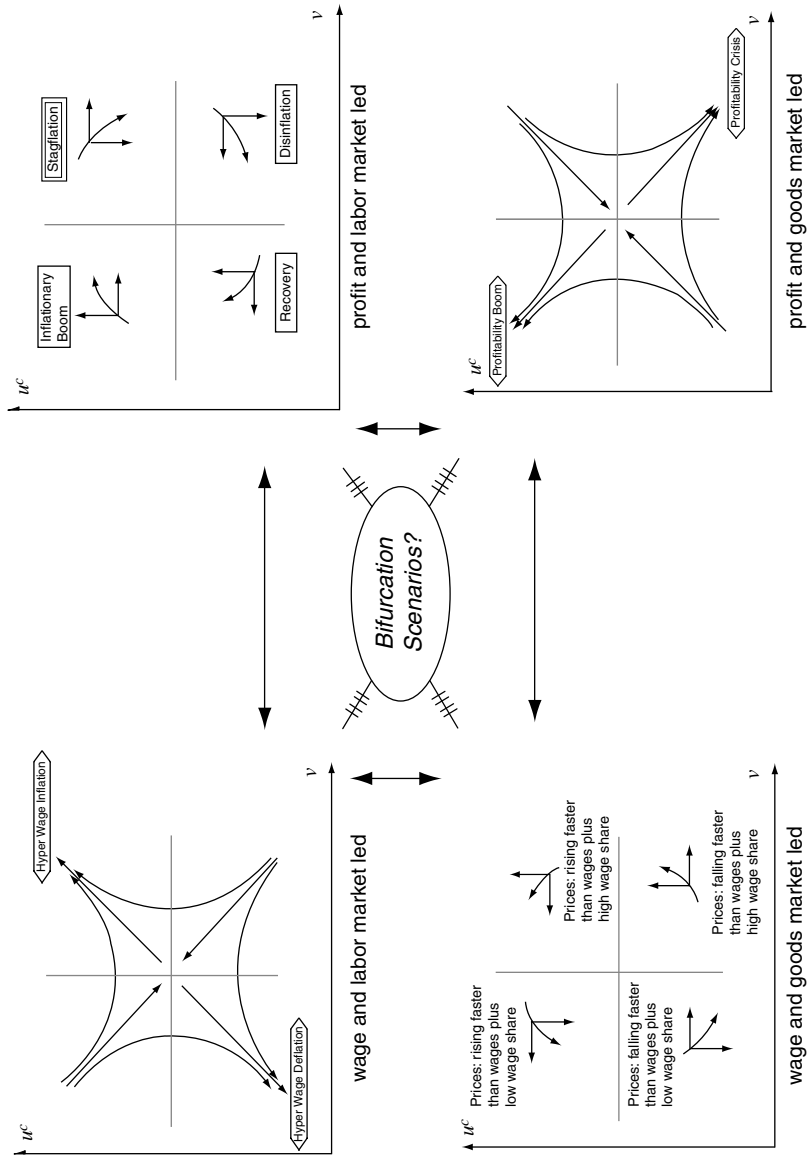 u^c
Hyper Wage Inflation
Hyper Wage Deflation
v
wage and labor market led
u^c
Inflationary
Boom
Stagflation
Recovery
Disinflation
v
profit and labor market led
Bifurcation
Scenarios?
u^c
Prices: rising faster
than wages plus
low wage share
Prices: rising faster
than wages plus
high wage share
Prices: falling faster
than wages plus
low wage share
Prices: falling faster
than wages plus
high wage share
v
wage and goods market led
u^c
Profitability Boom
Profitability Crisis
v
profit and goods market led